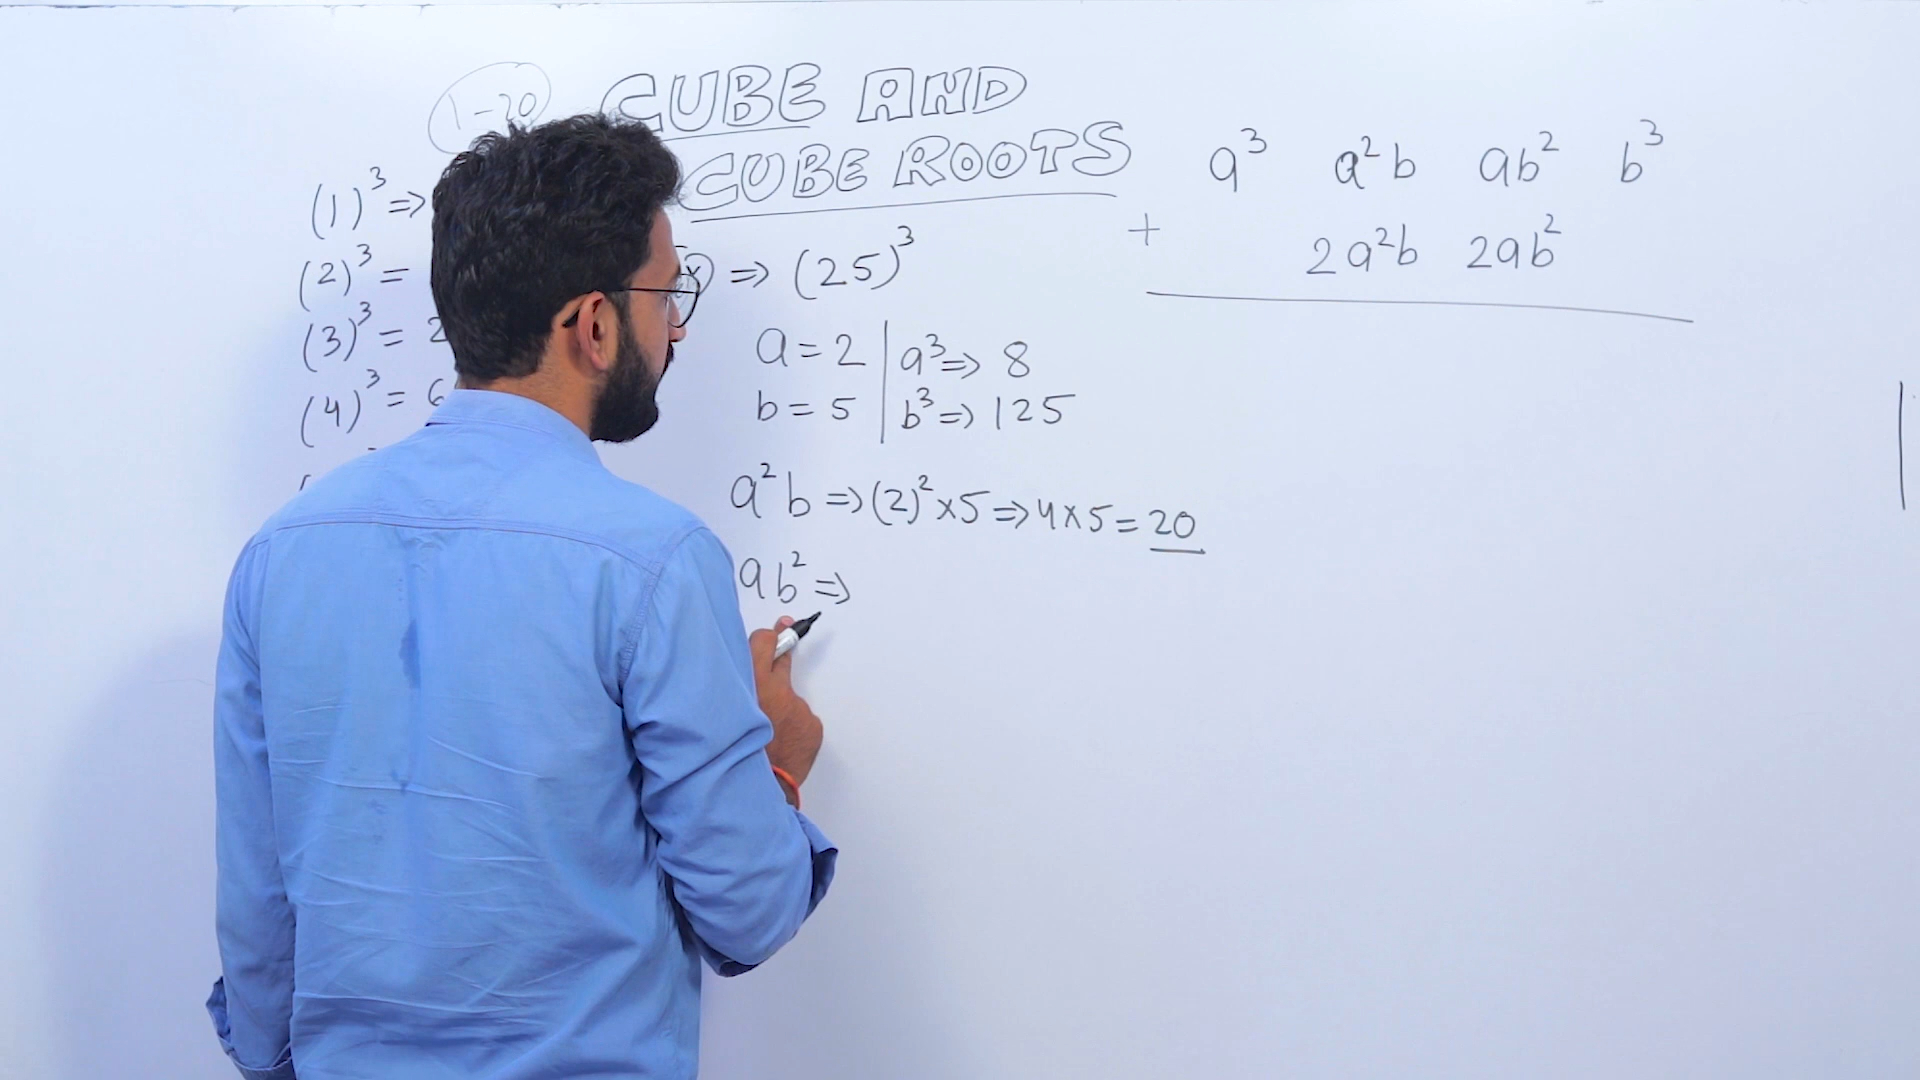 1-20 CUBE AND
CUBE ROOTS
(1)³ ⇒
(2)³ =
(3)³ = 2
(4)³ = 6
⇒ (25)³
a = 2 | a³ ⇒ 8
b = 5 | b³ ⇒ 125
a²b ⇒ (2)² × 5 ⇒ 4 × 5 = 20
ab² ⇒
a³ a²b ab² b³
+ 2a²b 2ab²